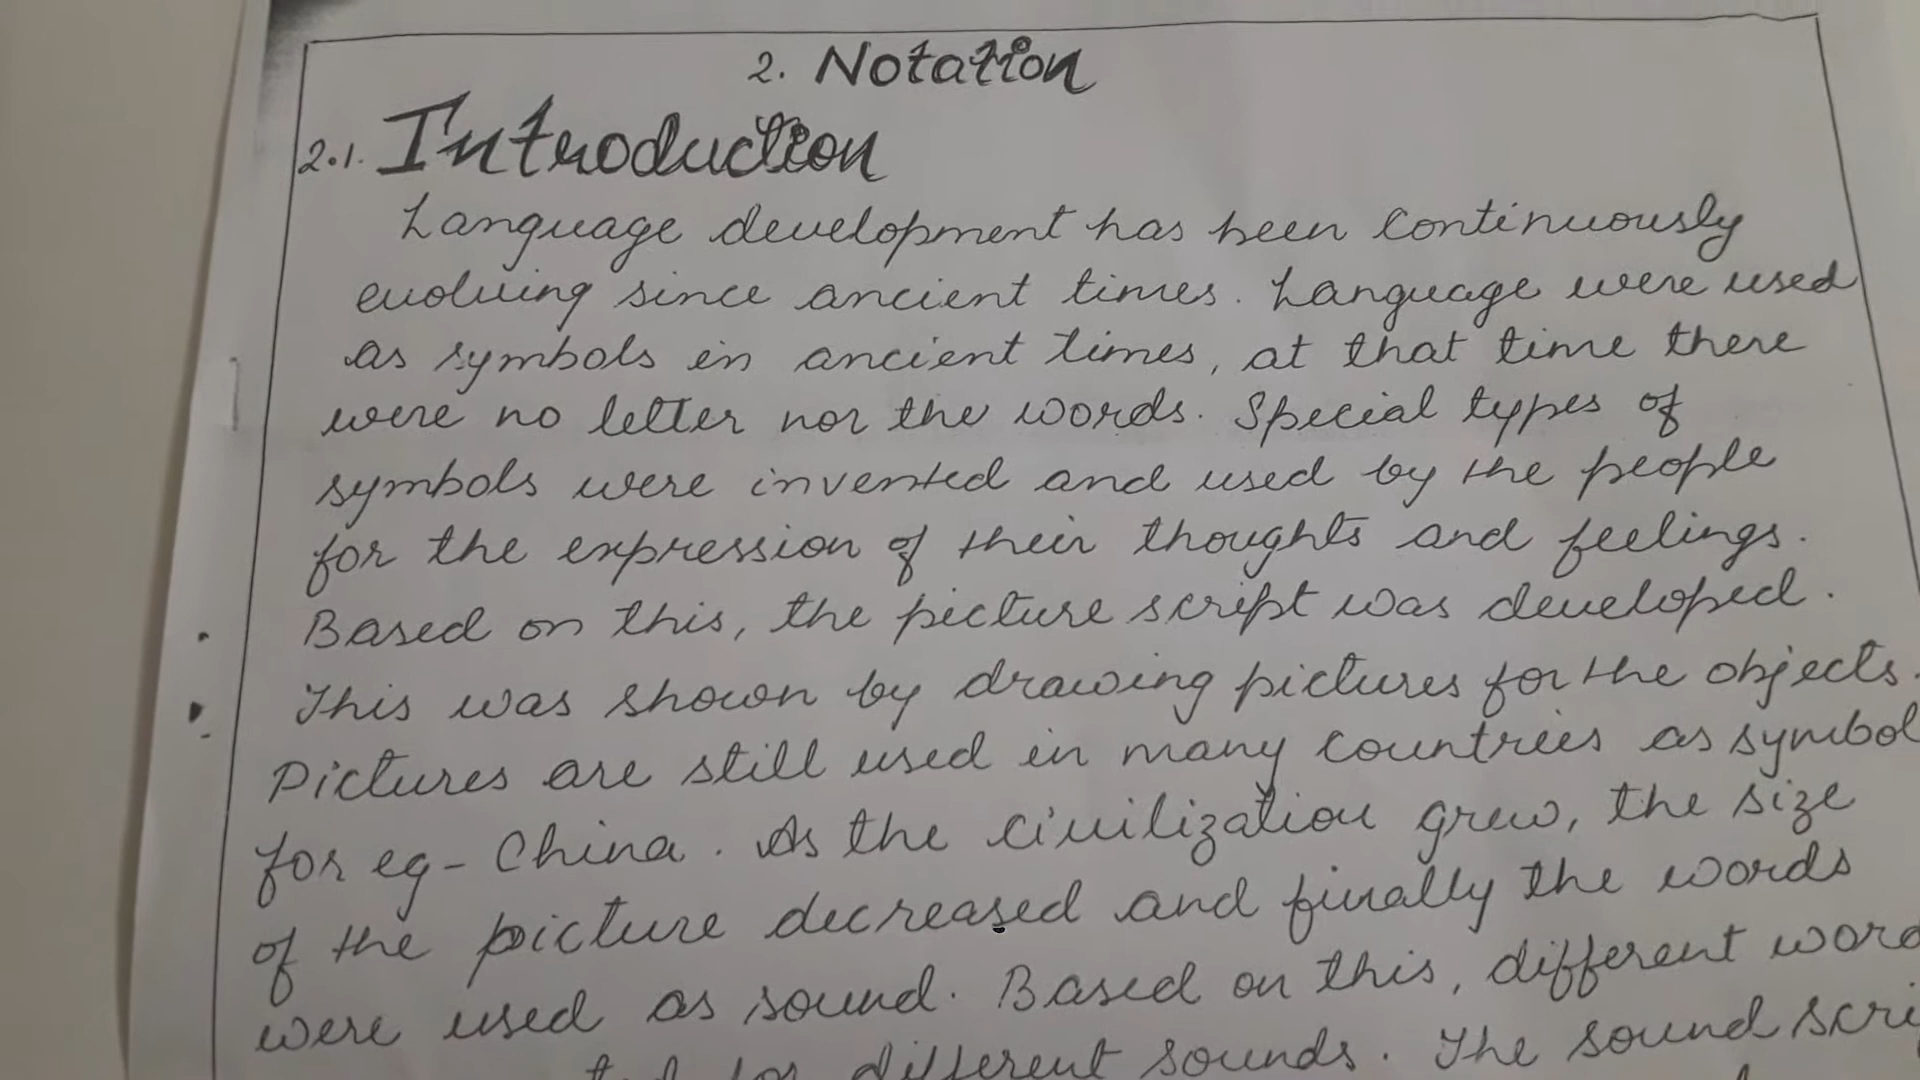 2. Notation
2.1. Introduction
Language development has been continuously
evolving since ancient times. Language were used
as symbols in ancient times, at that time there
were no letter nor the words. Special types of
symbols were invented and used by the people
for the expression of their thoughts and feelings.
Based on this, the picture script was developed.
This was shown by drawing pictures for the objects.
Pictures are still used in many countries as symbol
for eg- China. As the civilization grew, the size
of the picture decreased and finally the words
were used as sound. Based on this, different
for different sounds. The sound